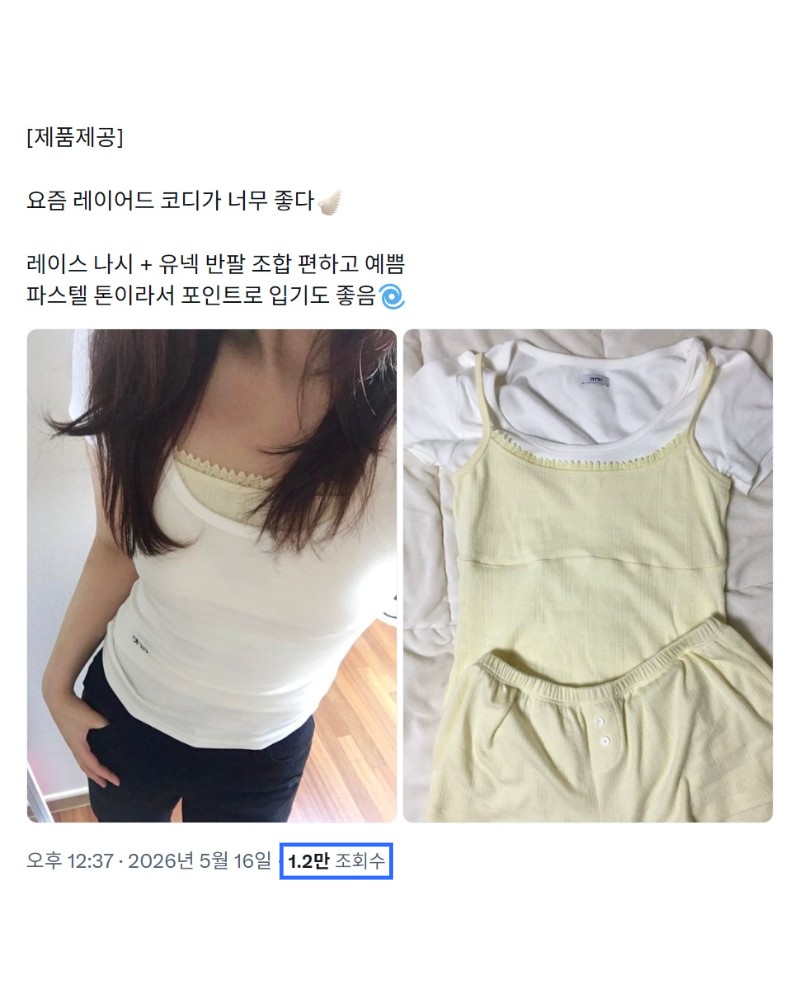 [제품제공]
요즘 레이어드 코디가 너무 좋다🪽
레이스 나시 + 유넥 반팔 조합 편하고 예쁨
파스텔 톤이라서 포인트로 입기도 좋음🌀
오후 12:37 · 2026년 5월 16일 · 1.2만 조회수